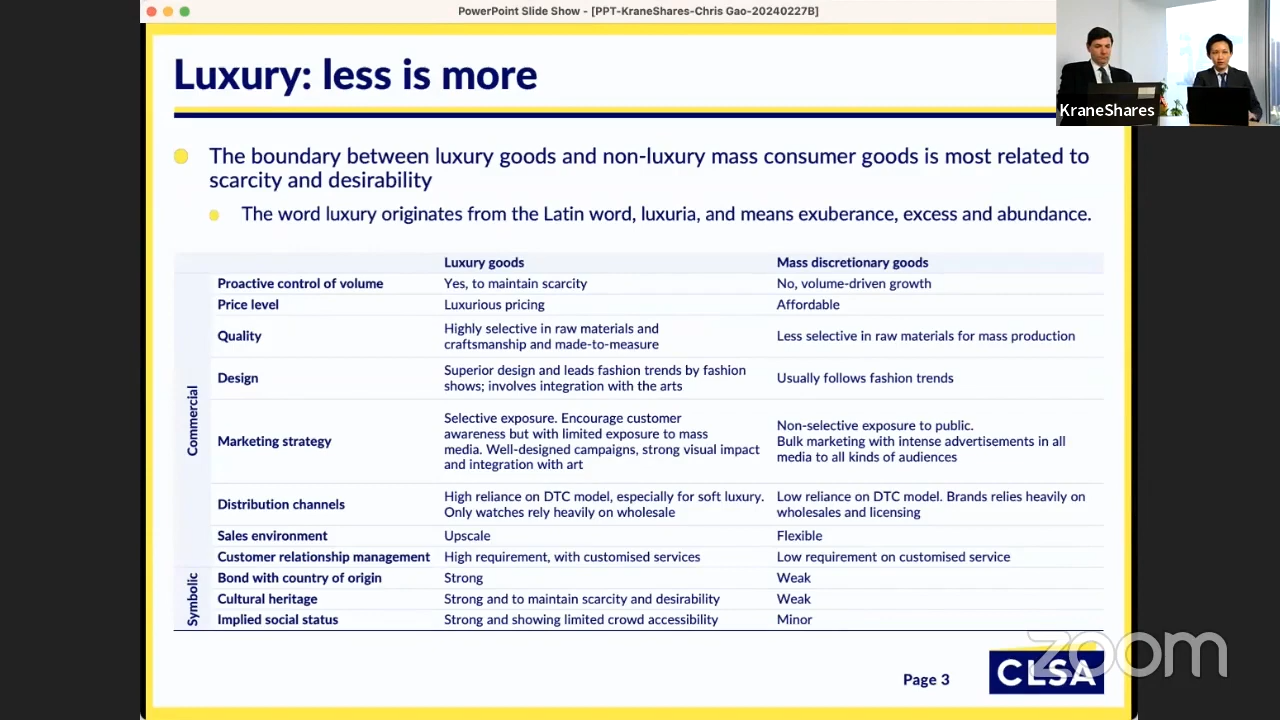 PowerPoint Slide Show - [PPT-KraneShares-Chris Gao-20240227B]
KraneShares
Luxury: less is more
The boundary between luxury goods and non-luxury mass consumer goods is most related to
scarcity and desirability
The word luxury originates from the Latin word, luxuria, and means exuberance, excess and abundance.
Luxury goods Mass discretionary goods
Commercial
Proactive control of volume Yes, to maintain scarcity No, volume-driven growth
Price level Luxurious pricing Affordable
Quality Highly selective in raw materials and
craftsmanship and made-to-measure Less selective in raw materials for mass production
Design Superior design and leads fashion trends by fashion
shows; involves integration with the arts Usually follows fashion trends
Marketing strategy Selective exposure. Encourage customer
awareness but with limited exposure to mass
media. Well-designed campaigns, strong visual impact
and integration with art
Non-selective exposure to public.
Bulk marketing with intense advertisements in all
media to all kinds of audiences
Distribution channels High reliance on DTC model, especially for soft luxury.
Only watches rely heavily on wholesale
Low reliance on DTC model. Brands relies heavily on
wholesales and licensing
Sales environment Upscale Flexible
Customer relationship management High requirement, with customised services Low requirement on customised service
Symbolic
Bond with country of origin Strong Weak
Cultural heritage Strong and to maintain scarcity and desirability Weak
Implied social status Strong and showing limited crowd accessibility Minor
Page 3
CLSA
zoom